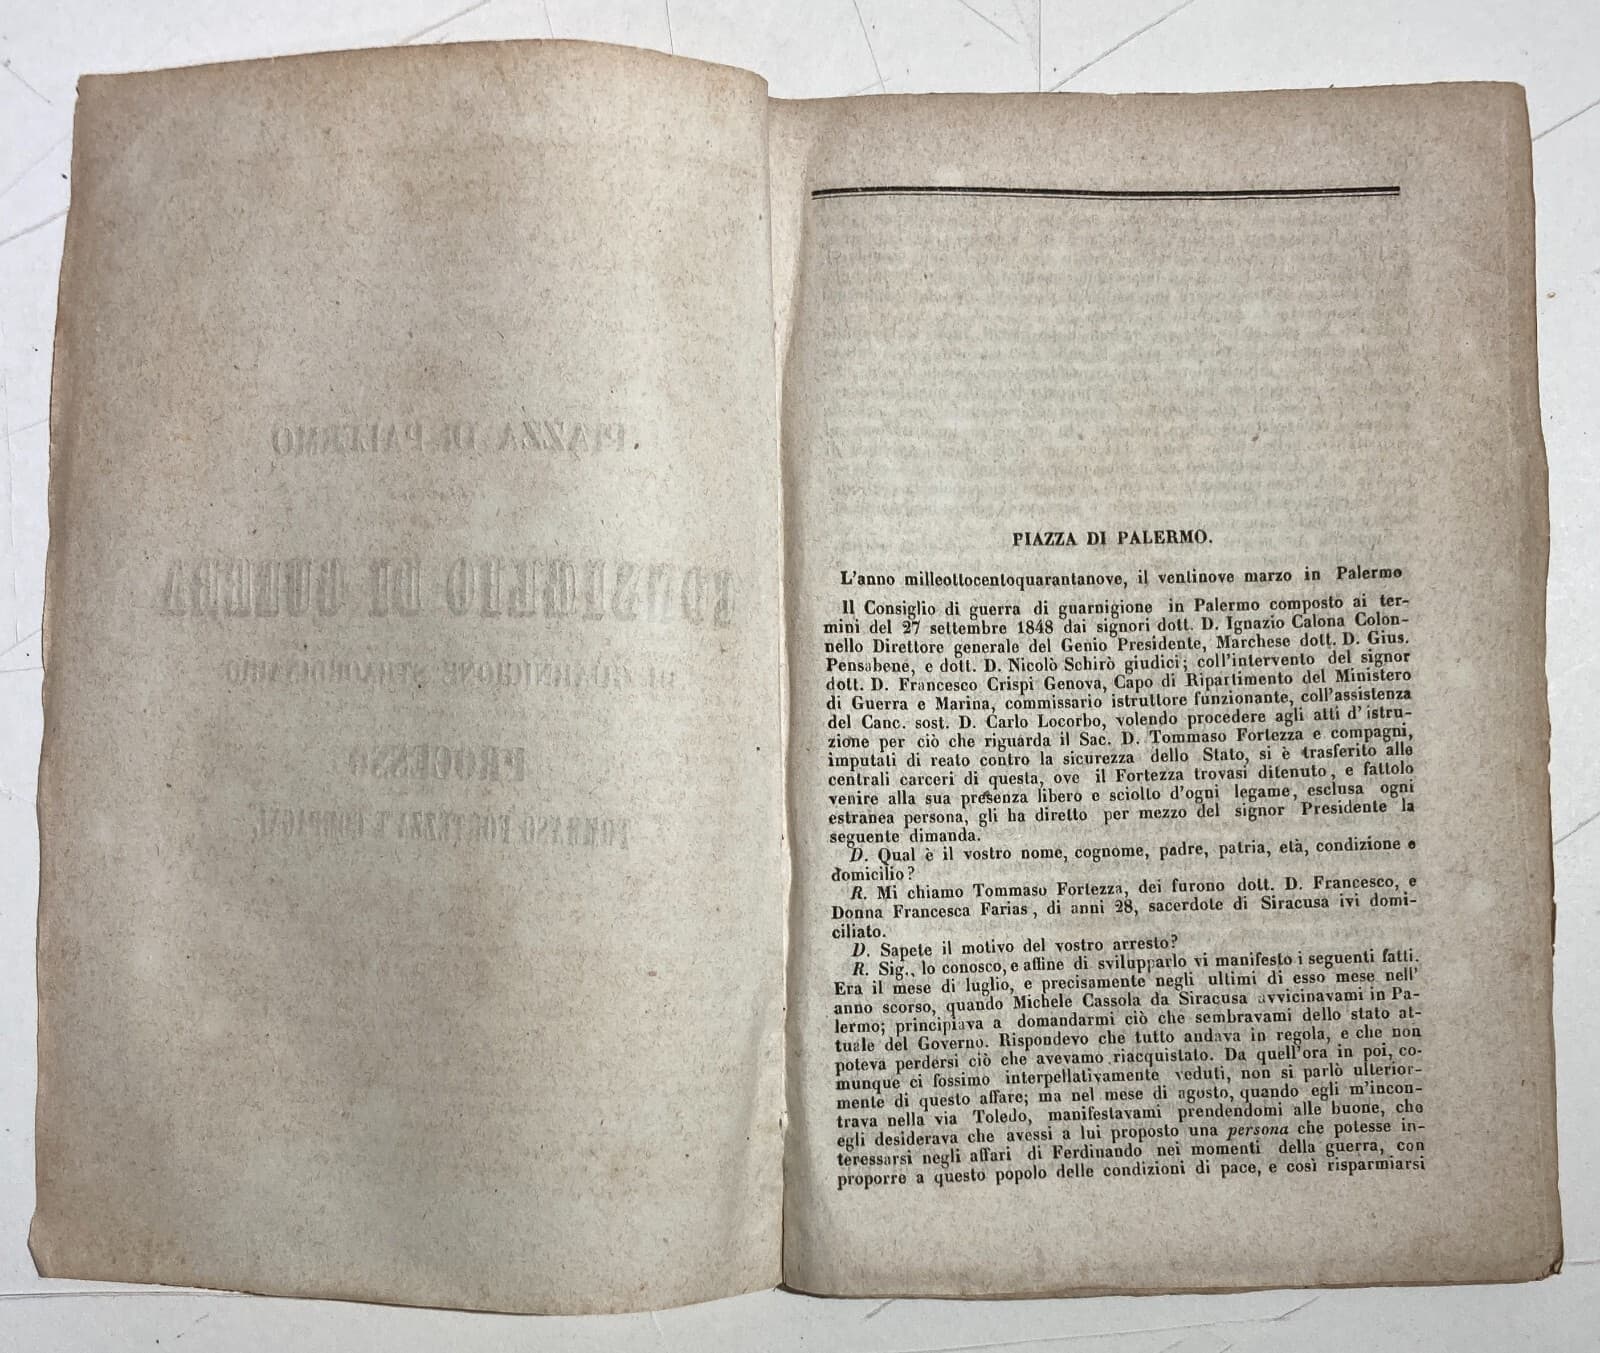 PIAZZA DI PALERMO
CONSIGLIO DI GUERRA
DI GUARNIGIONE STRAORDINARIO
PROCESSO
TOMMASO FORTEZZA E COMPAGNI.
PIAZZA DI PALERMO.
L'anno milleottocentoquarantanove, il ventinove marzo in Palermo
Il Consiglio di guerra di guarnigione in Palermo composto ai ter-
mini del 27 settembre 1848 dai signori dott. D. Ignazio Calona Colon-
nello Direttore generale del Genio Presidente, Marchese dott. D. Gius.
Pensabene, e dott. D. Nicolò Schirò giudici; coll'intervento del signor
dott. D. Francesco Crispi Genova, Capo di Ripartimento del Ministero
di Guerra e Marina, commissario istruttore funzionante, coll'assistenza
del Canc. sost. D. Carlo Locorbo, volendo procedere agli atti d'istru-
zione per ciò che riguarda il Sac. D. Tommaso Fortezza e compagni,
imputati di reato contro la sicurezza dello Stato, si è trasferito alle
centrali carceri di questa, ove il Fortezza trovasi ditenuto, e fattolo
venire alla sua presenza libero e sciolto d'ogni legame, esclusa ogni
estranea persona, gli ha diretto per mezzo del signor Presidente la
seguente dimanda.
D. Qual è il vostro nome, cognome, padre, patria, età, condizione e
domicilio?
R. Mi chiamo Tommaso Fortezza, dei furono dott. D. Francesco, e
Donna Francesca Farias, di anni 28, sacerdote di Siracusa ivi domi-
ciliato.
D. Sapete il motivo del vostro arresto?
R. Sig., lo conosco, e affine di svilupparlo vi manifesto i seguenti fatti.
Era il mese di luglio, e precisamente negli ultimi di esso mese nell'
anno scorso, quando Michele Cassola da Siracusa avvicinavami in Pa-
lermo; principiava a domandarmi ciò che sembravami dello stato at-
tuale del Governo. Rispondevo che tutto andava in regola, e che non
poteva perdersi ciò che avevamo riacquistato. Da quell'ora in poi, co-
munque ci fossimo interpellativamente veduti, non si parlò ulterior-
mente di questo affare; ma nel mese di agosto, quando egli m'incon-
trava nella via Toledo, manifestavami prendendomi alle buone, che
egli desiderava che avessi a lui proposto una persona che potesse in-
teressarsi negli affari di Ferdinando nei momenti della guerra, con
proporre a questo popolo delle condizioni di pace, e così risparmiarsi